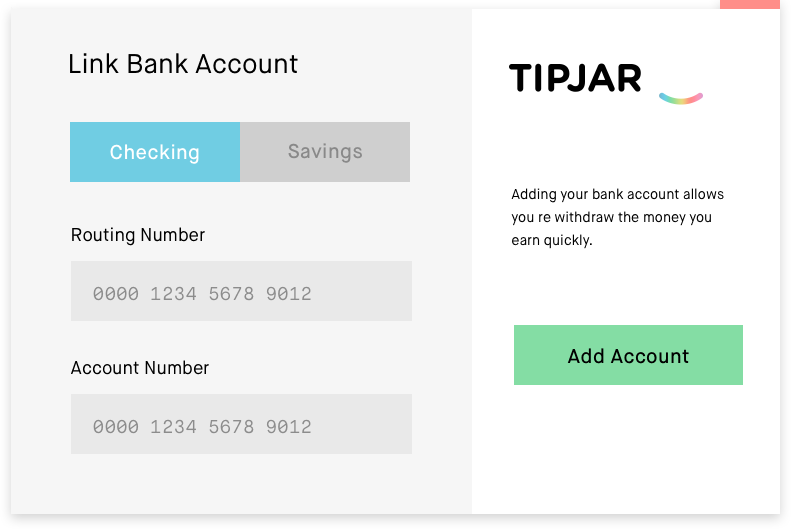 Link Bank Account
Checking
Savings
Routing Number
0000 1234 5678 9012
Account Number
0000 1234 5678 9012
TIPJAR
Adding your bank account allows
you re withdraw the money you
earn quickly.
Add Account